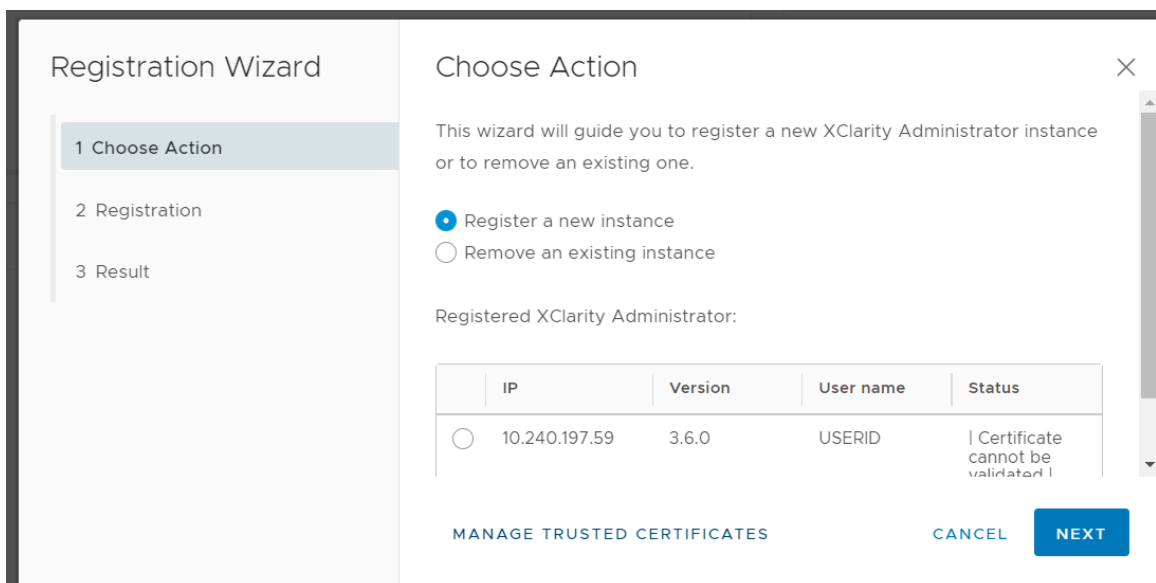 Registration Wizard
1 Choose Action
2 Registration
3 Result
Choose Action
This wizard will guide you to register a new XClarity Administrator instance
or to remove an existing one.
Register a new instance
Remove an existing instance
Registered XClarity Administrator:
IP Version User name Status
10.240.197.59 3.6.0 USERID | Certificate
cannot be
validated |
MANAGE TRUSTED CERTIFICATES CANCEL NEXT